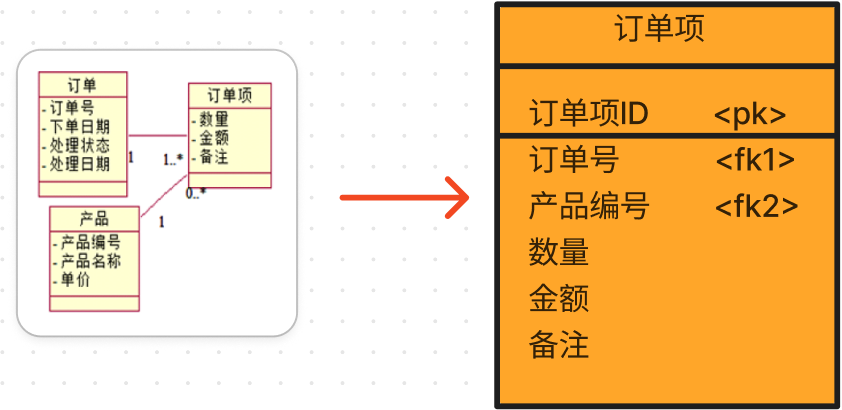 订单
- 订单号
- 下单日期
- 处理状态
- 处理日期
1
1..*
订单项
- 数量
- 金额
- 备注
0..*
1
产品
- 产品编号
- 产品名称
- 单价
订单项
订单项ID <pk>
订单号 <fk1>
产品编号 <fk2>
数量
金额
备注